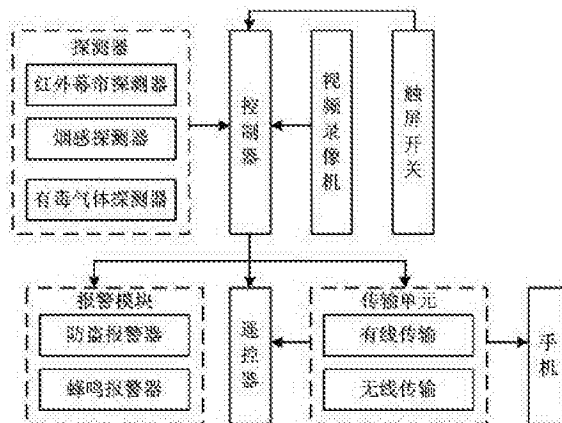 探测器
红外幕帘探测器
烟感探测器
有毒气体探测器
控制器
视频录像机
触屏开关
报警模块
防盗报警器
蜂鸣报警器
遥控器
传输单元
有线传输
无线传输
手机